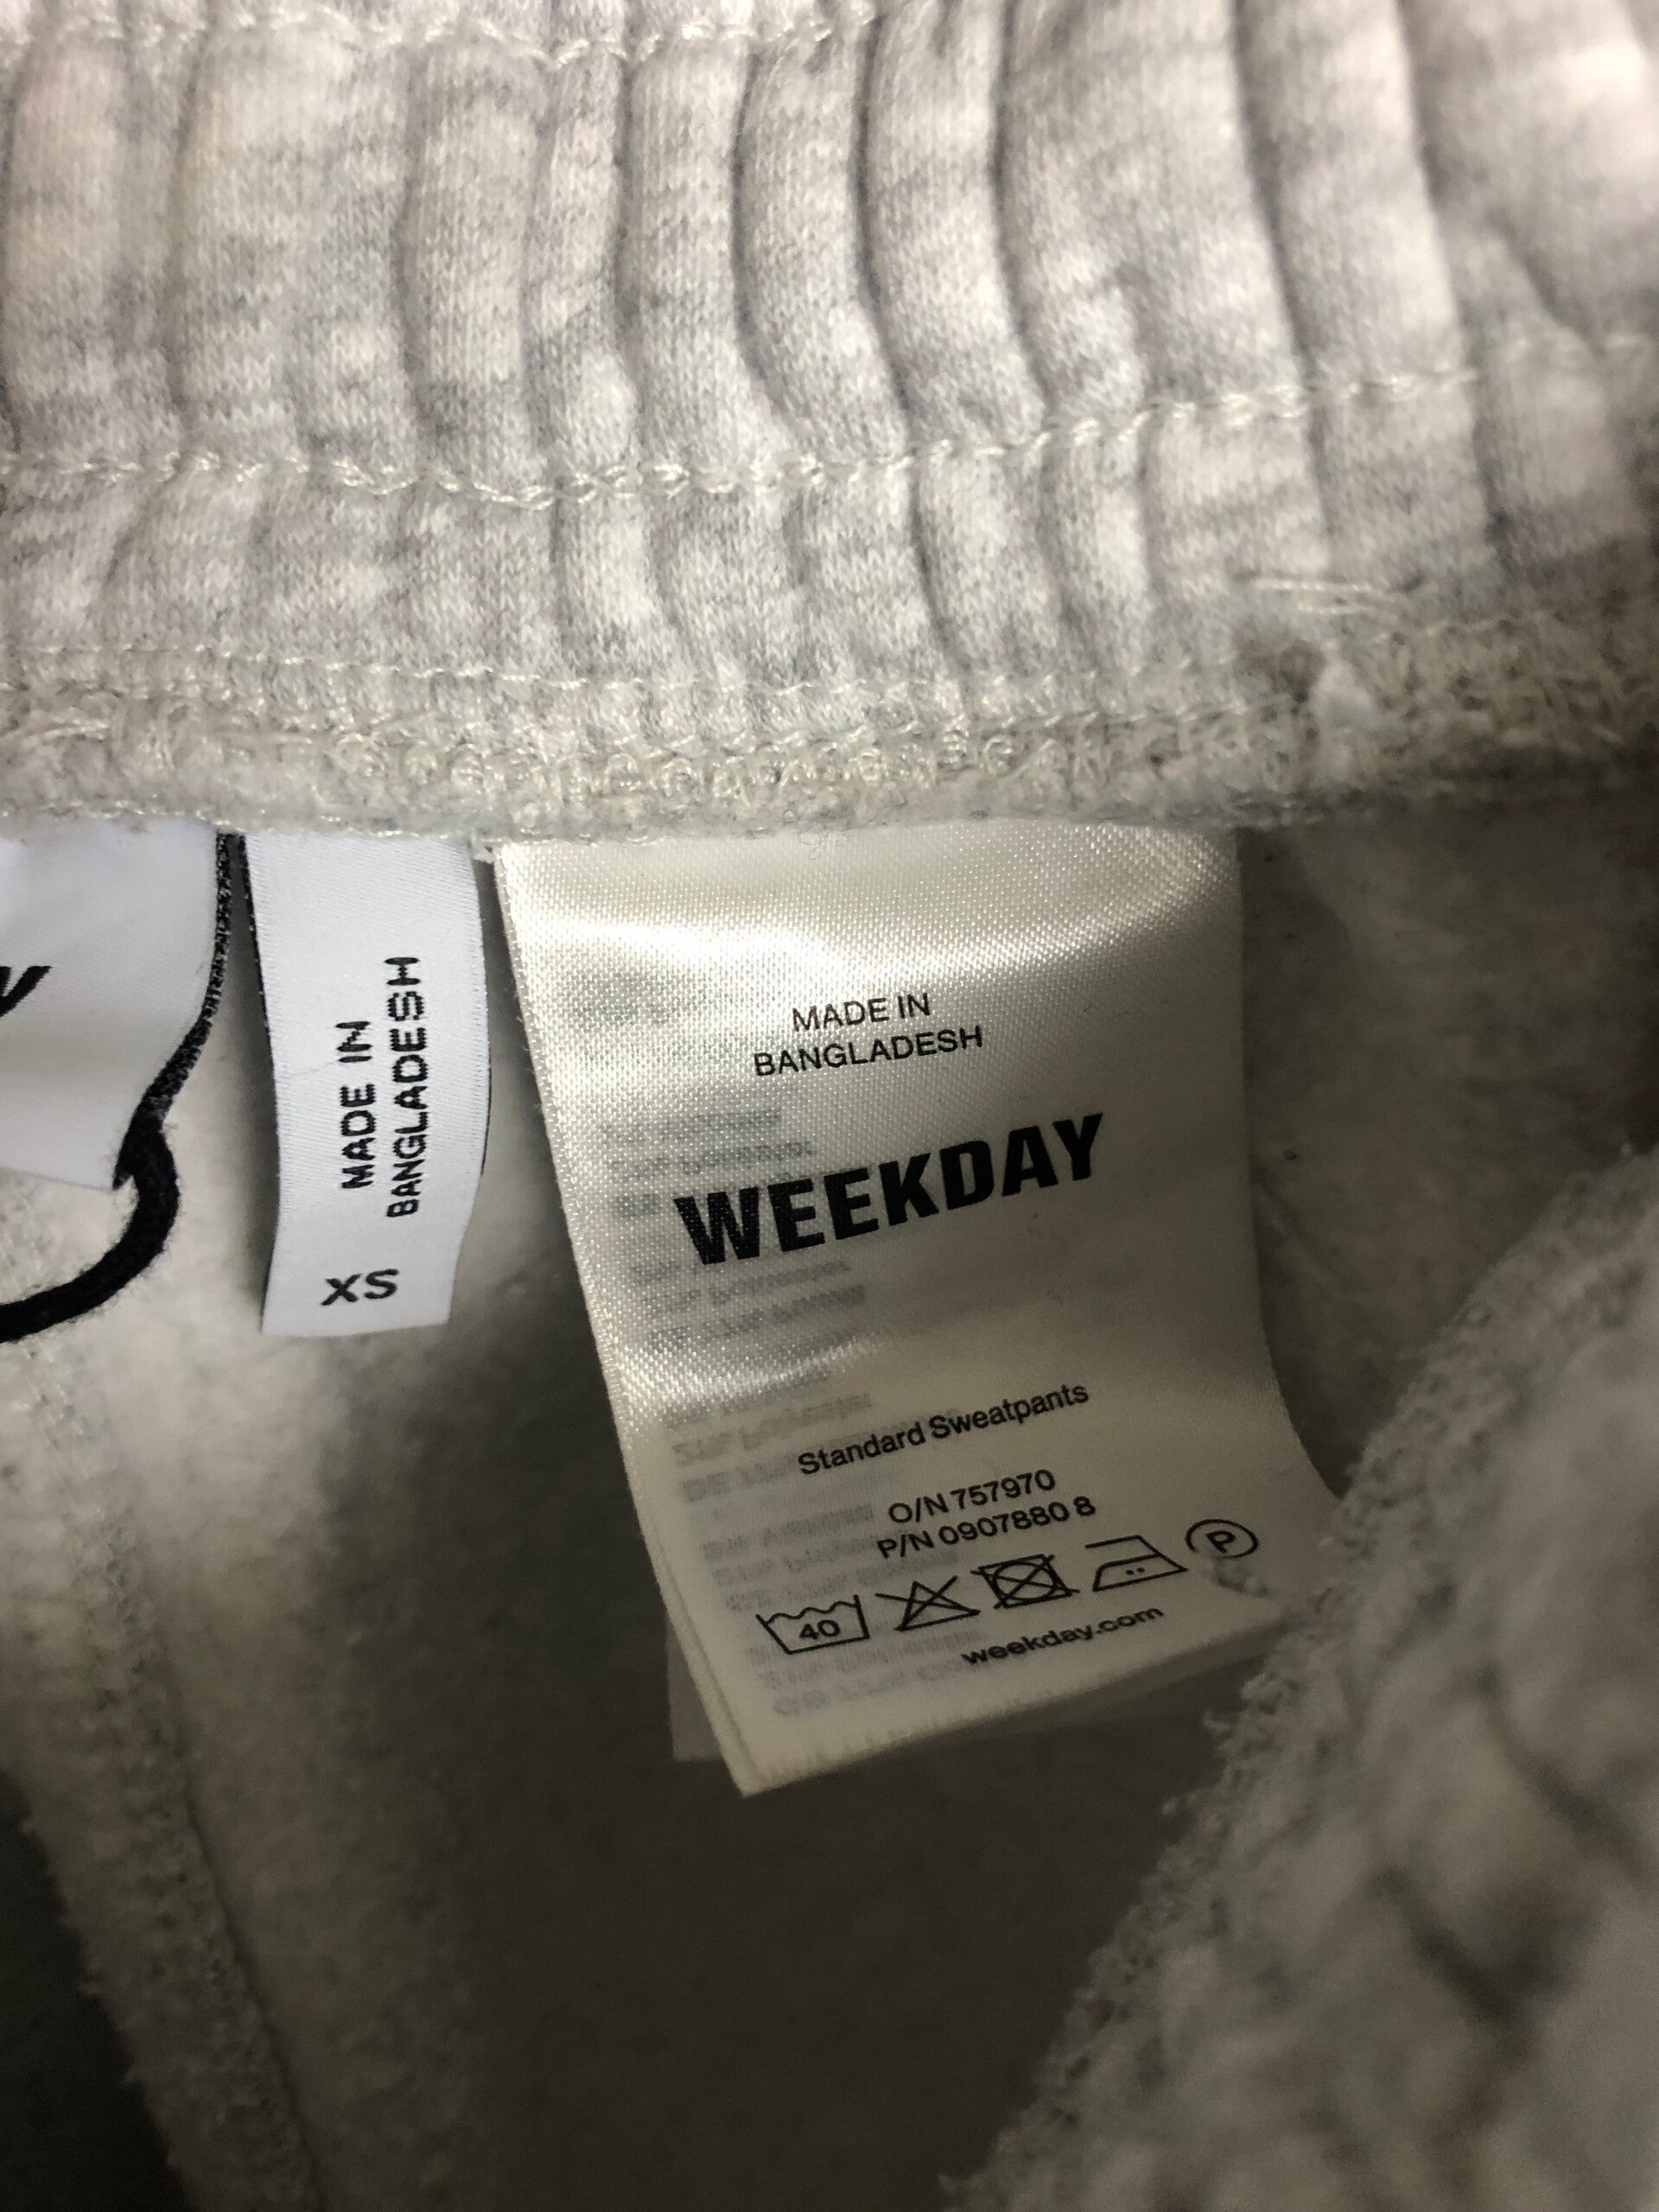 MADE IN
BANGLADESH
XS
MADE IN
BANGLADESH
WEEKDAY
Standard Sweatpants
O/N 757970
P/N 0907880 8
40
P
weekday.com